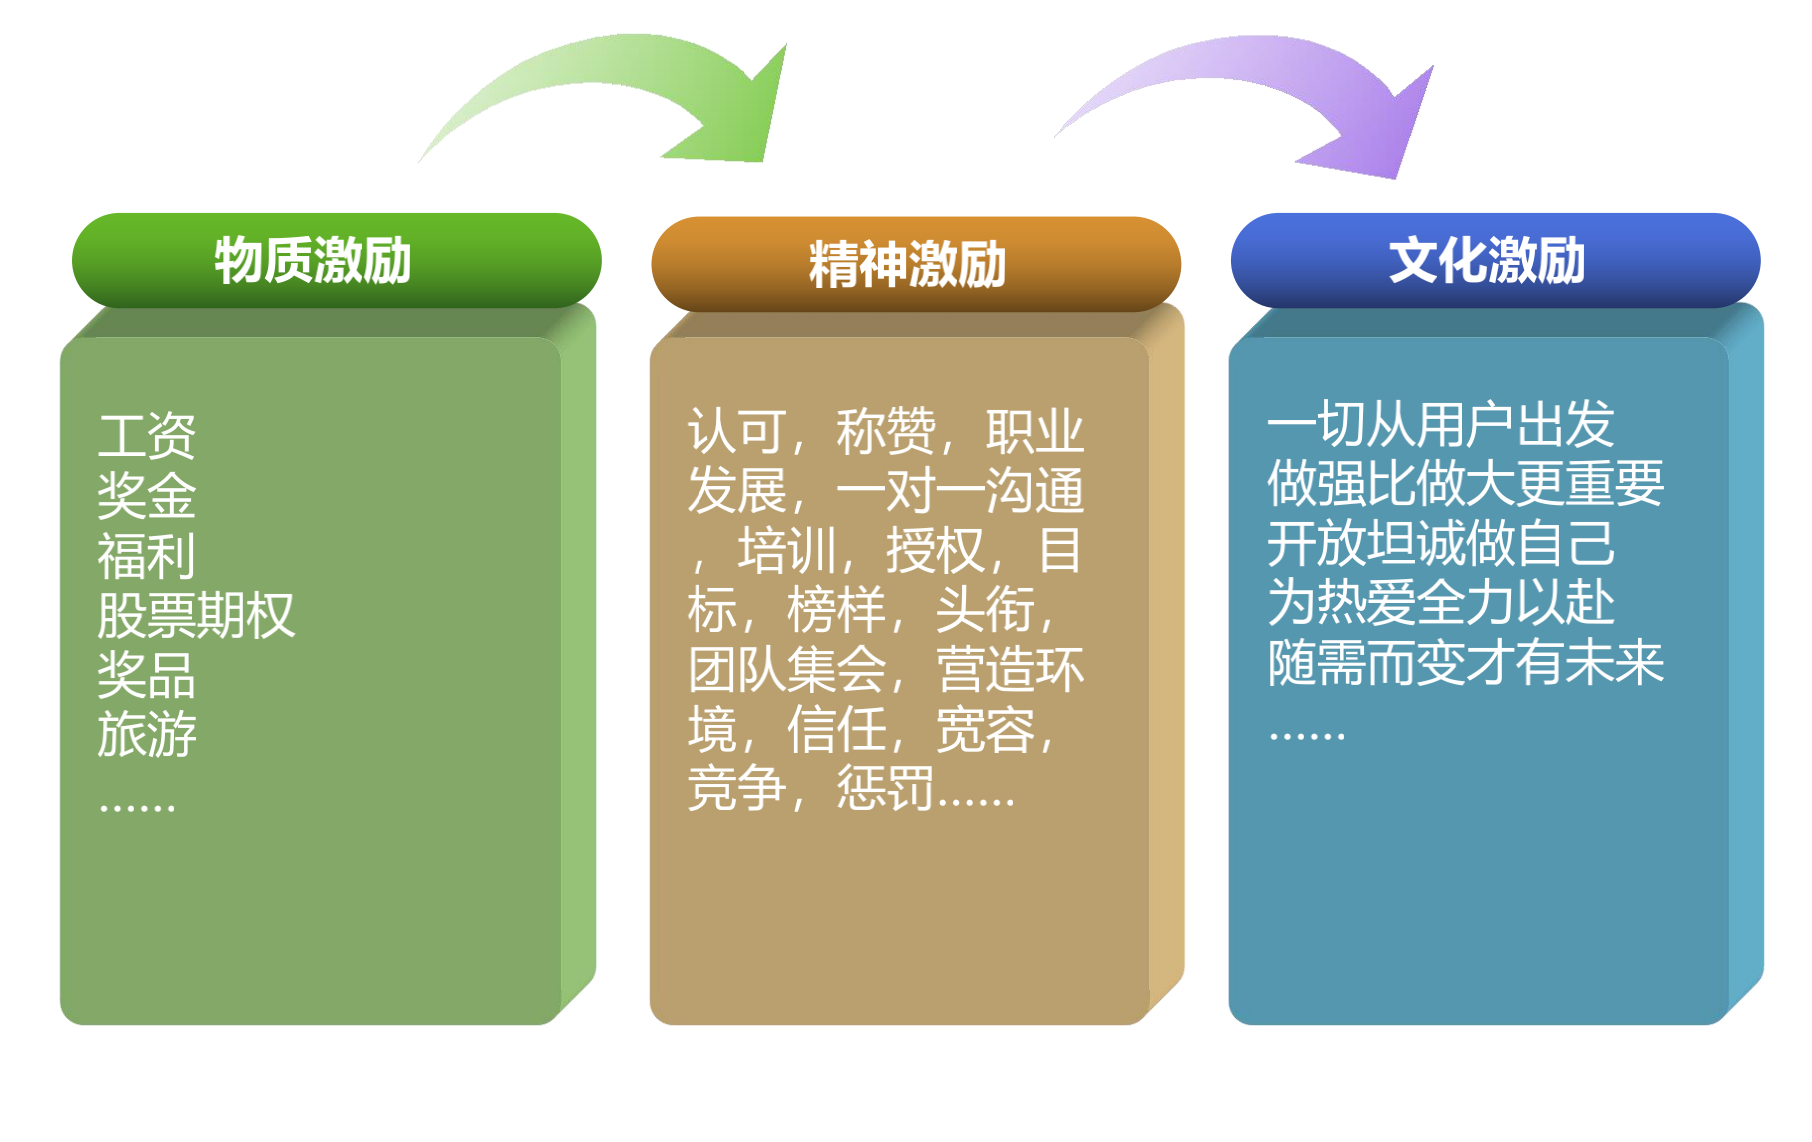 物质激励
工资
奖金
福利
股票期权
奖品
旅游
……
精神激励
认可，称赞，职业
发展，一对一沟通
，培训，授权，目
标，榜样，头衔，
团队集会，营造环
境，信任，宽容，
竞争，惩罚……
文化激励
一切从用户出发
做强比做大更重要
开放坦诚做自己
为热爱全力以赴
随需而变才有未来
……